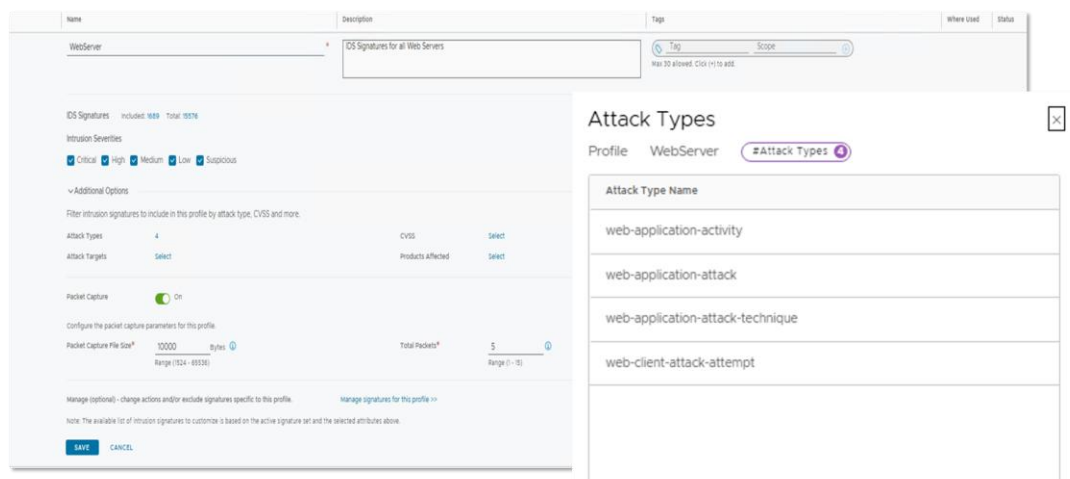 Name Description Tags Where Used Status
WebServer * IDS Signatures for all Web Servers Tag Scope
Max 30 allowed. Click (+) to add.
IDS Signatures Included: 1689 Total: 15576
Intrusion Severities
Critical High Medium Low Suspicious
Additional Options
Filter intrusion signatures to include in this profile by attack type, CVSS and more.
Attack Types 4 CVSS Select
Attack Targets Select Products Affected Select
Packet Capture On
Configure the packet capture parameters for this profile
Packet Capture File Size* 10000 Bytes Total Packets* 5
Range (1524 - 65536) Range (1 - 15)
Manage (optional) - change actions and/or exclude signatures specific to this profile. Manage signatures for this profile >>
Note: The available list of intrusion signatures to customize is based on the active signature set and the selected attributes above.
SAVE CANCEL
Attack Types
Profile WebServer #Attack Types 4
Attack Type Name
web-application-activity
web-application-attack
web-application-attack-technique
web-client-attack-attempt